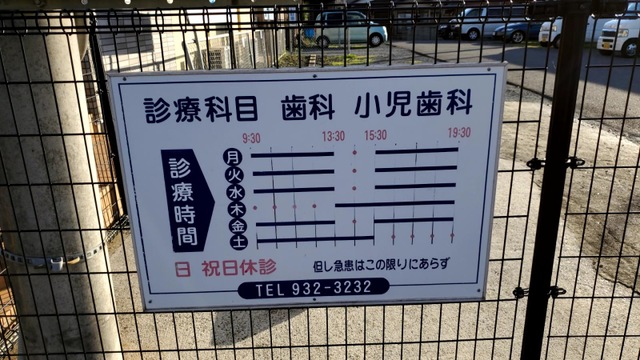 診療科目 歯科 小児歯科
9:30 13:30 15:30 19:30
診療時間
月
火
水
木
金
土
日 祝日休診 但し急患はこの限りにあらず
TEL 932-3232